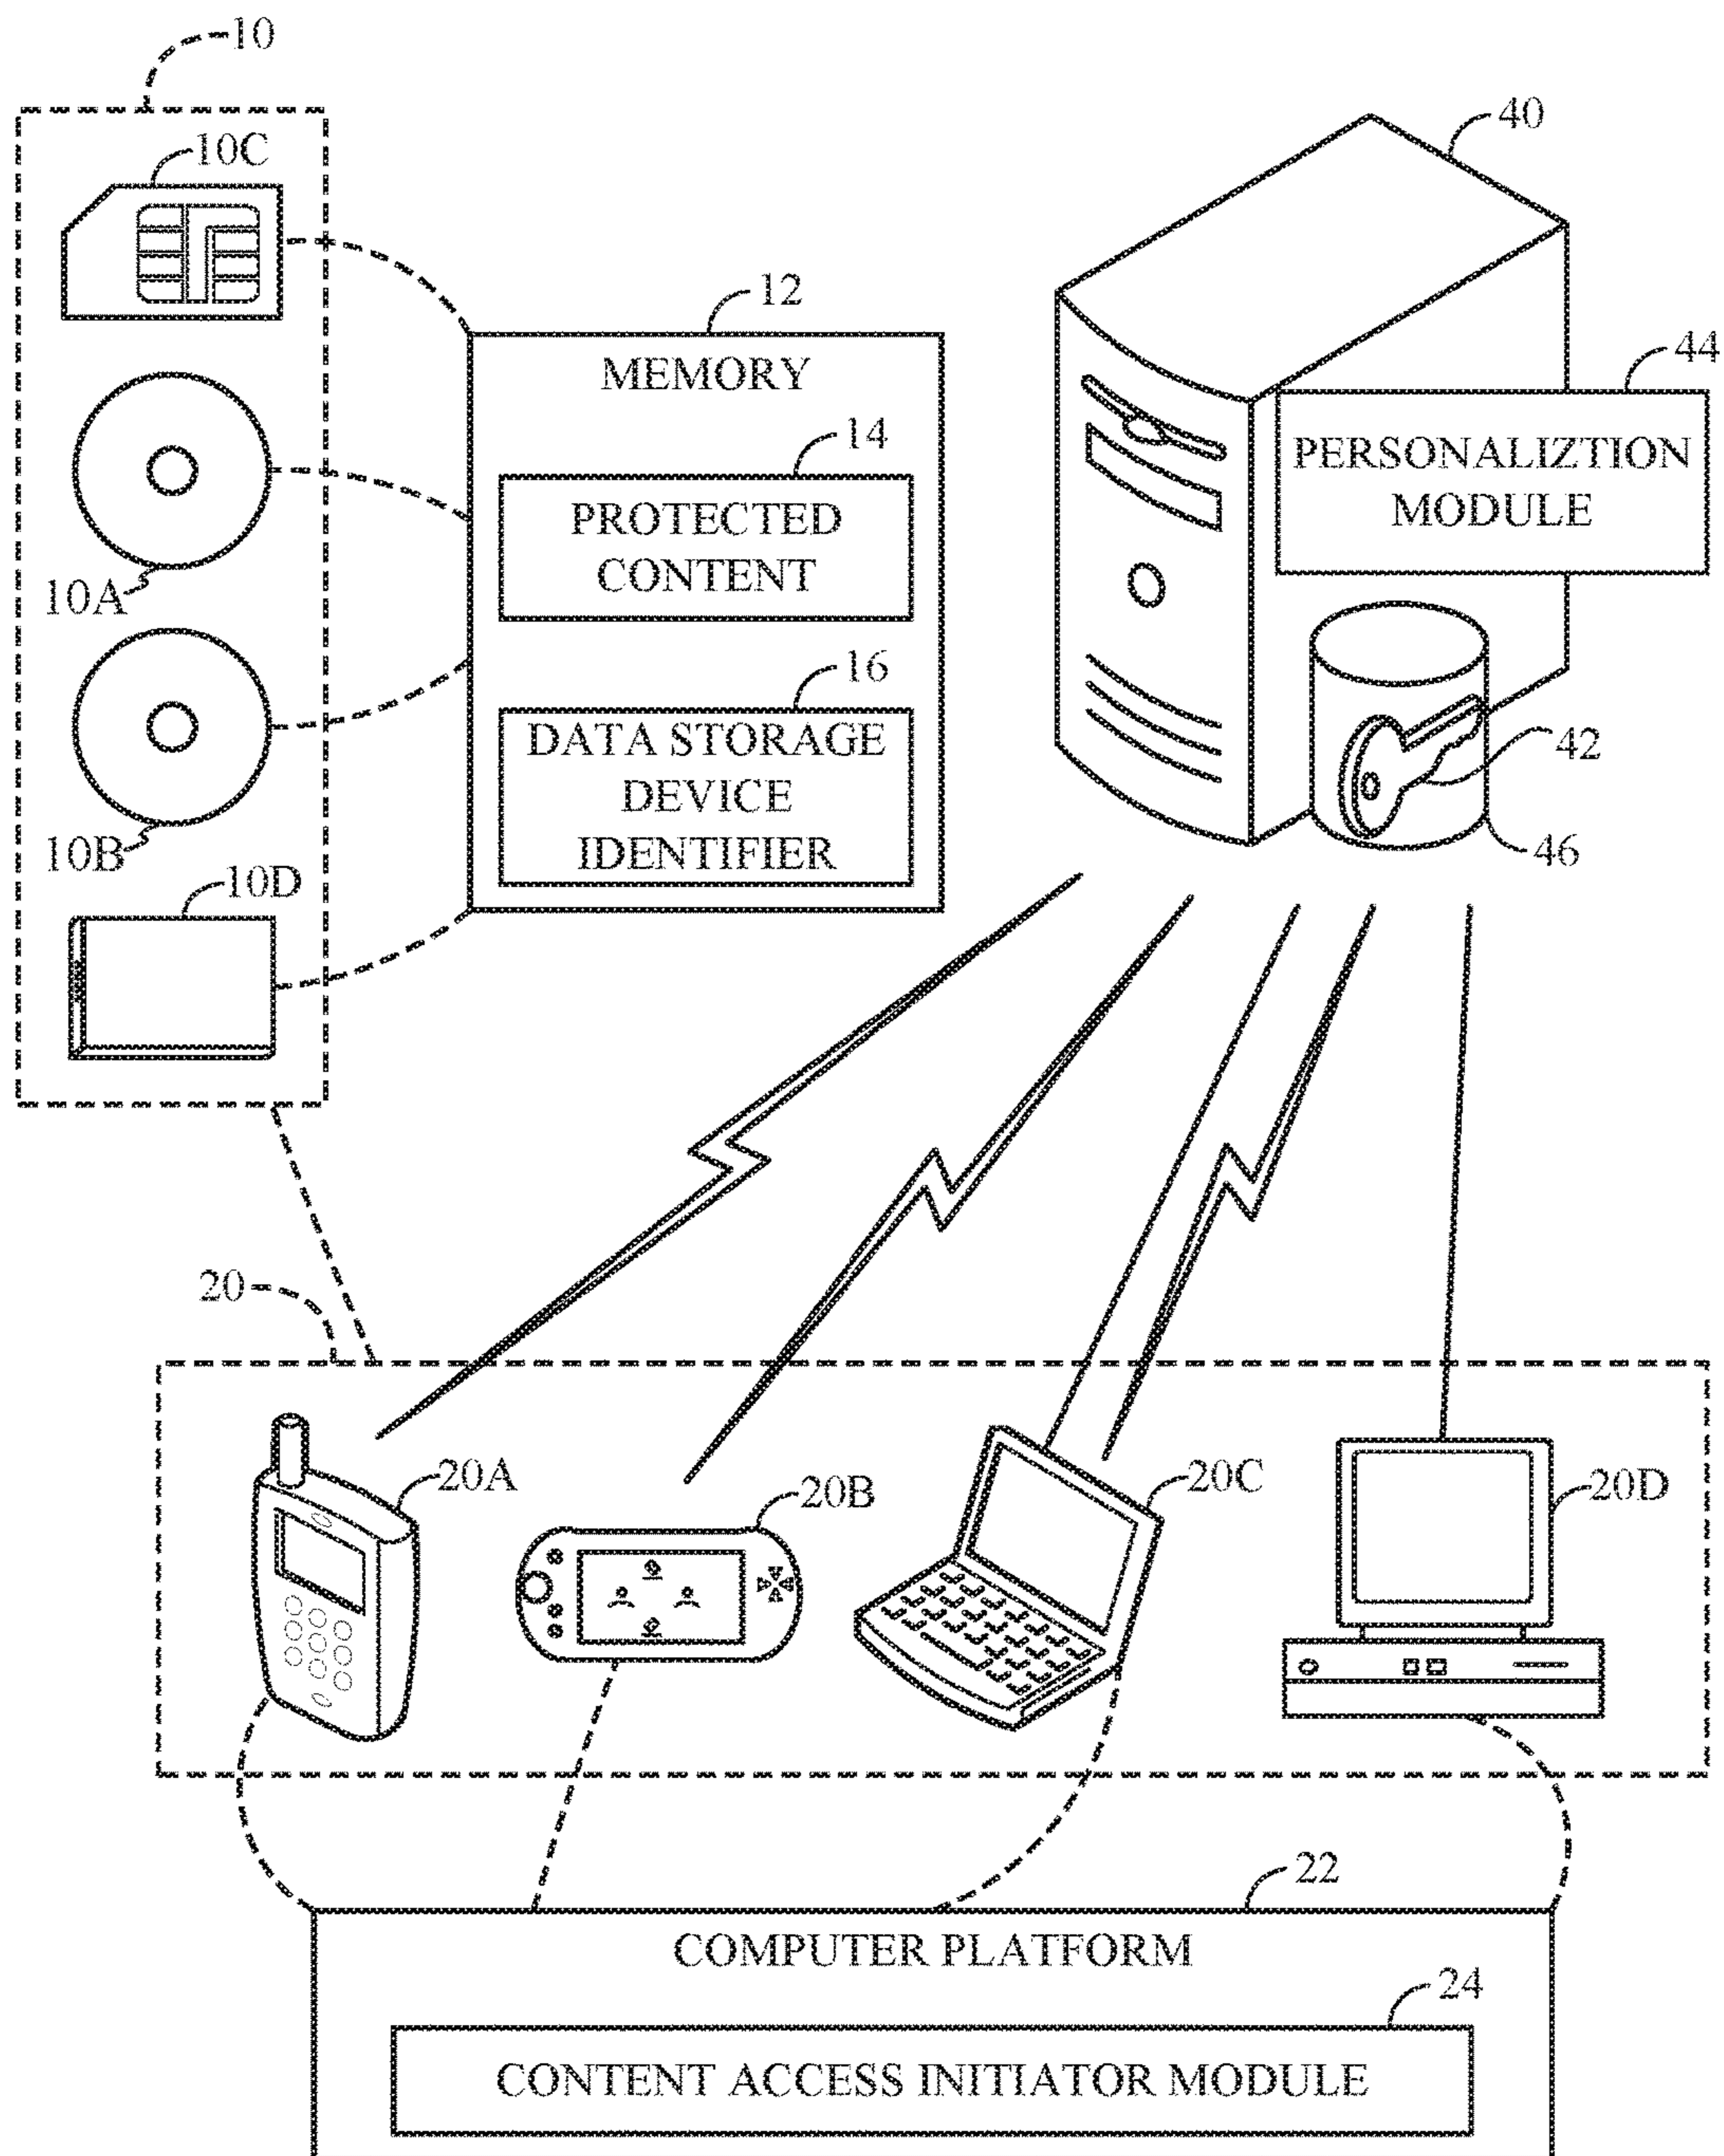 10
10C
40
12
MEMORY
44
PERSONALIZTION
MODULE
14
PROTECTED
CONTENT
10A
16
DATA STORAGE
DEVICE
IDENTIFIER
42
46
10B
10D
20
20A
20B
20C
20D
22
COMPUTER PLATFORM
24
CONTENT ACCESS INITIATOR MODULE